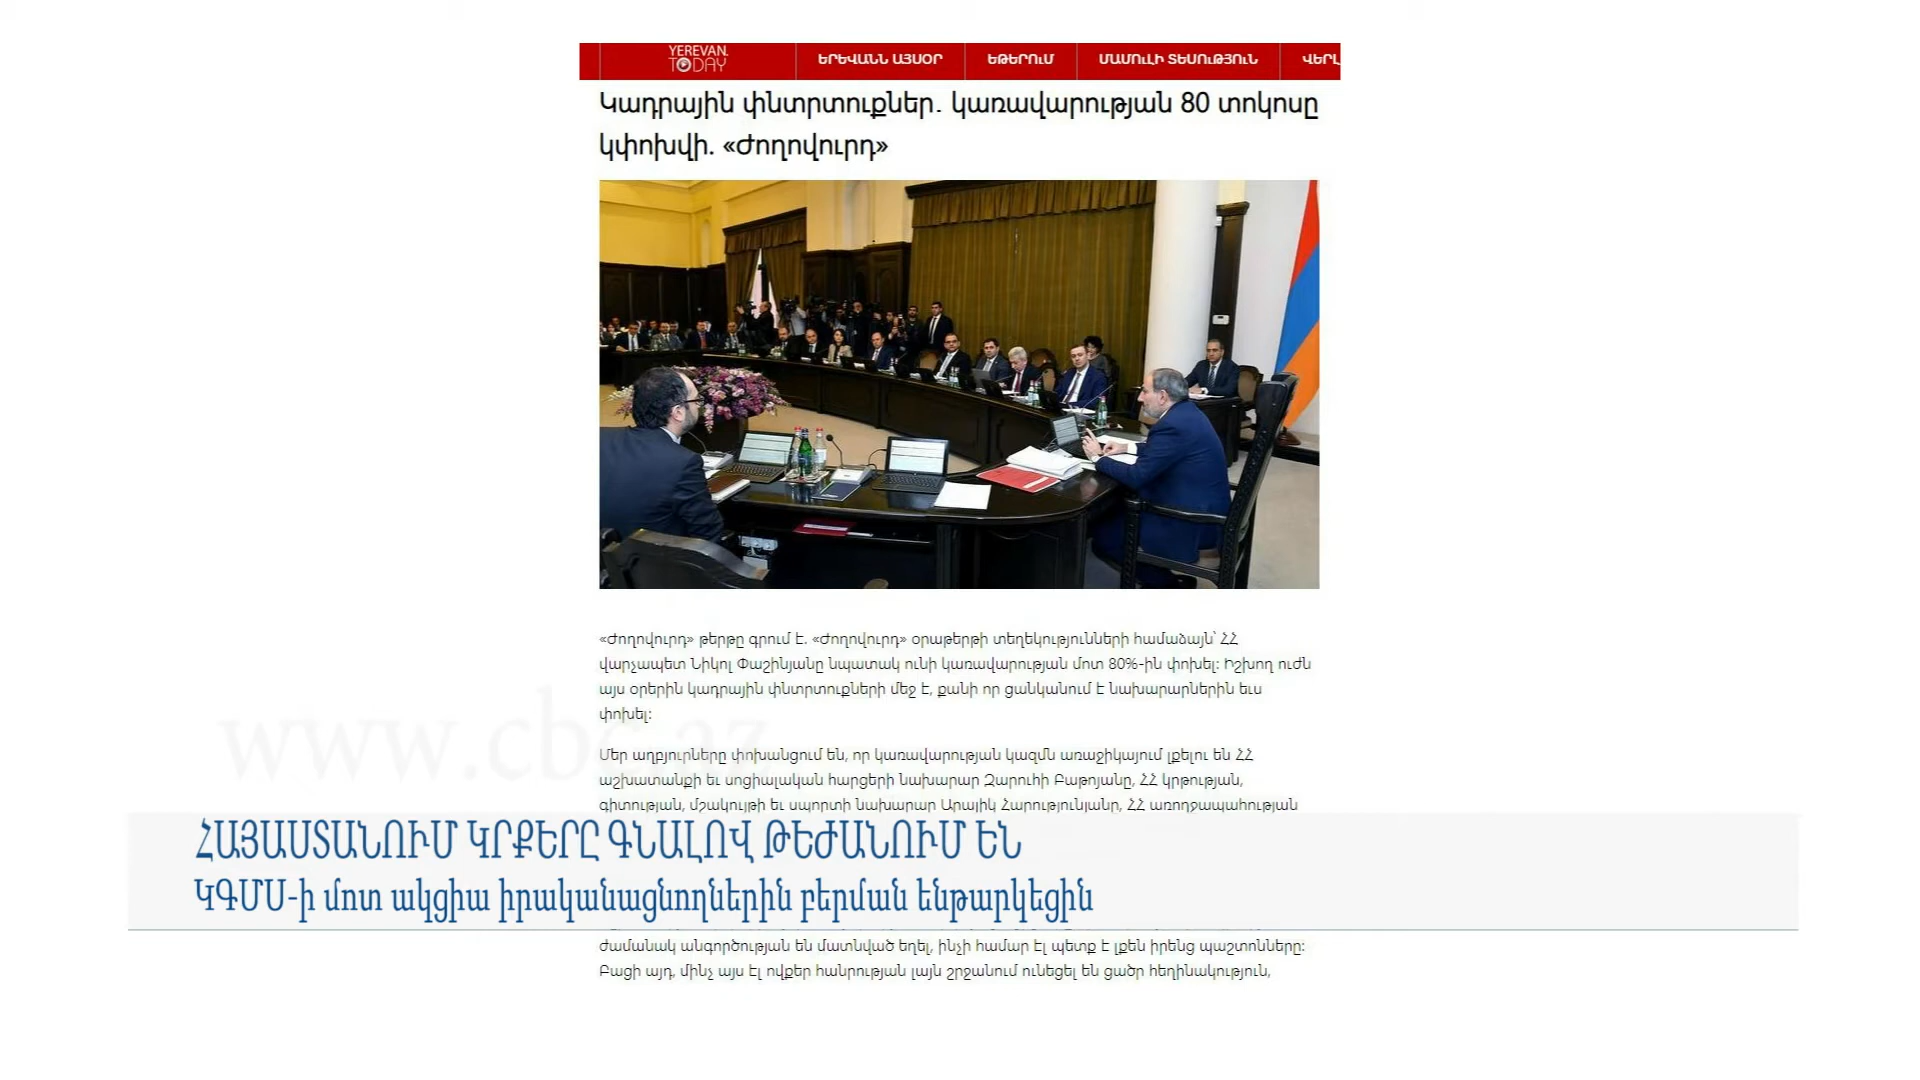 YEREVAN.
TODAY
ԵՐԵՎԱՆՆ ԱՅՍՕՐ
ԵԹԵՐՈւՄ
ՄԱՄՈւԼԻ ՏԵՍՈւԹՅՈւՆ
ՎԵՐԼ
Կադրային փնտրտուքներ. կառավարության 80 տոկոսը
կփոխվի. «Ժողովուրդ»
«Ժողովուրդ» թերթը գրում է. «Ժողովուրդ» օրաթերթի տեղեկությունների համաձայն՝ ՀՀ
վարչապետ Նիկոլ Փաշինյանը նպատակ ունի կառավարության մոտ 80%-ին փոխել: Իշխող ուժն
այս օրերին կադրային փնտրտուքների մեջ է, քանի որ ցանկանում է նախարարներին եւս
փոխել:
www.cbc.az
Մեր աղբյուրները փոխանցում են, որ կառավարության կազմն առաջիկայում լքելու են ՀՀ
աշխատանքի եւ սոցիալական հարցերի նախարար Զարուհի Բաթոյանը, ՀՀ կրթության,
գիտության, մշակույթի եւ սպորտի նախարար Արայիկ Հարությունյանը, ՀՀ առողջապահության
ՀԱՅԱՍՏԱՆՈՒՄ ԿՐՔԵՐԸ ԳՆԱԼՈՎ ԹԵԺԱՆՈՒՄ ԵՆ
ԿԳՄՍ-ի մոտ ակցիա իրականացնողներին բերման ենթարկեցին
ժամանակ անգործության են մատնված եղել, ինչի համար էլ պետք է լքեն իրենց պաշտոնները:
Բացի այդ, մինչ այս էլ ովքեր հանրության լայն շրջանում ունեցել են ցածր հեղինակություն,